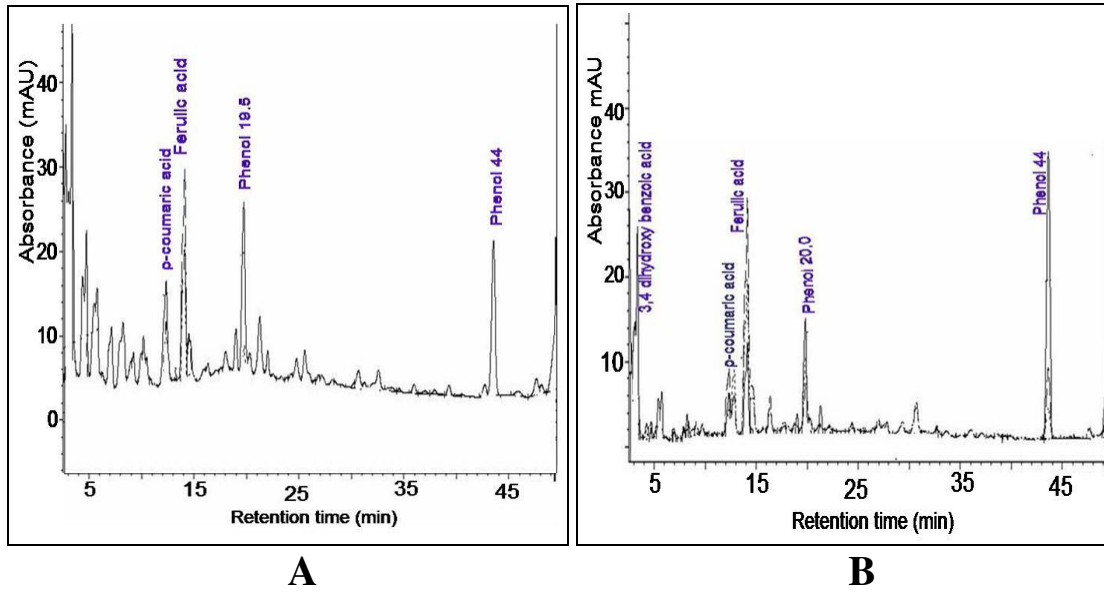 Absorbance (mAU)
40
30
20
10
0
p-coumaric acid
Ferulic acid
Phenol 19.5
Phenol 44
5
15
25
35
45
Retention time (min)
A
Absorbance mAU
40
30
20
10
3,4 dihydroxy benzoic acid
p-coumaric acid
Ferulic acid
Phenol 20,0
Phenol 44
5
15
25
35
45
Retention time (min)
B